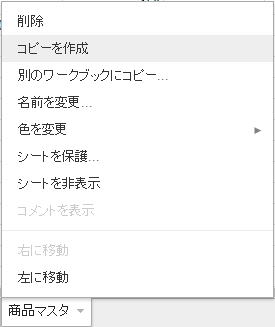 削除
コピーを作成
別のワークブックにコピー...
名前を変更...
色を変更
シートを保護...
シートを非表示
コメントを表示
右に移動
左に移動
商品マスタ